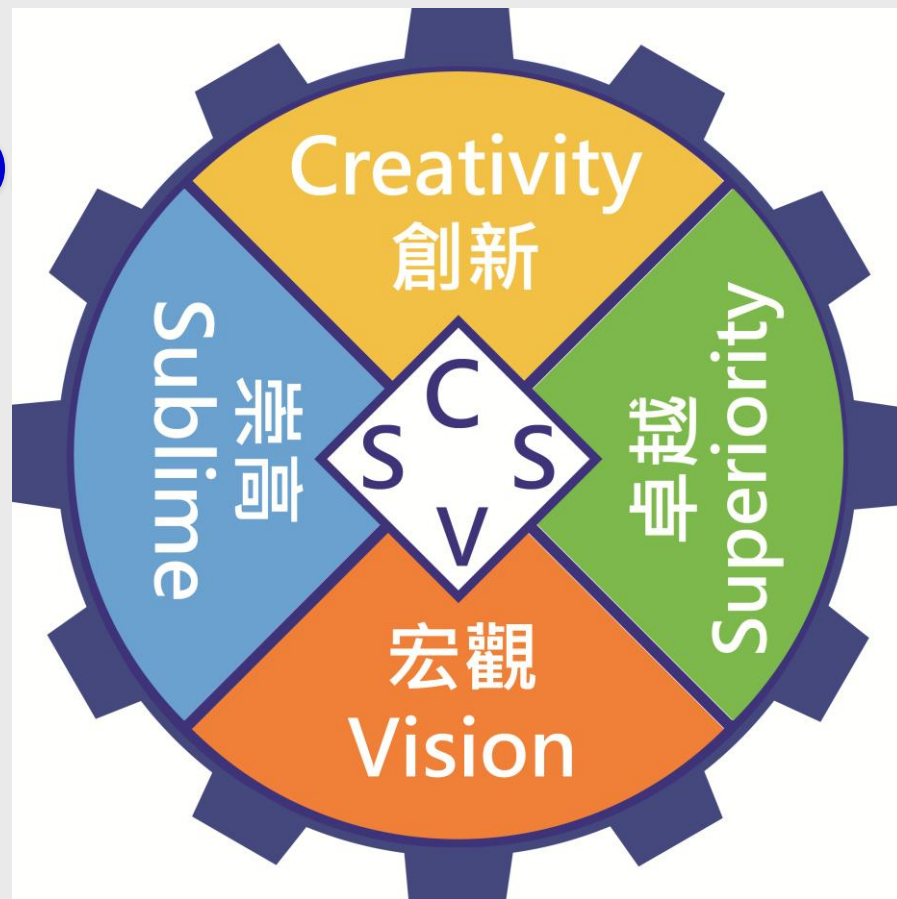 Creativity
創新
Sublime
崇高
C
S S
V
卓越
Superiority
宏觀
Vision